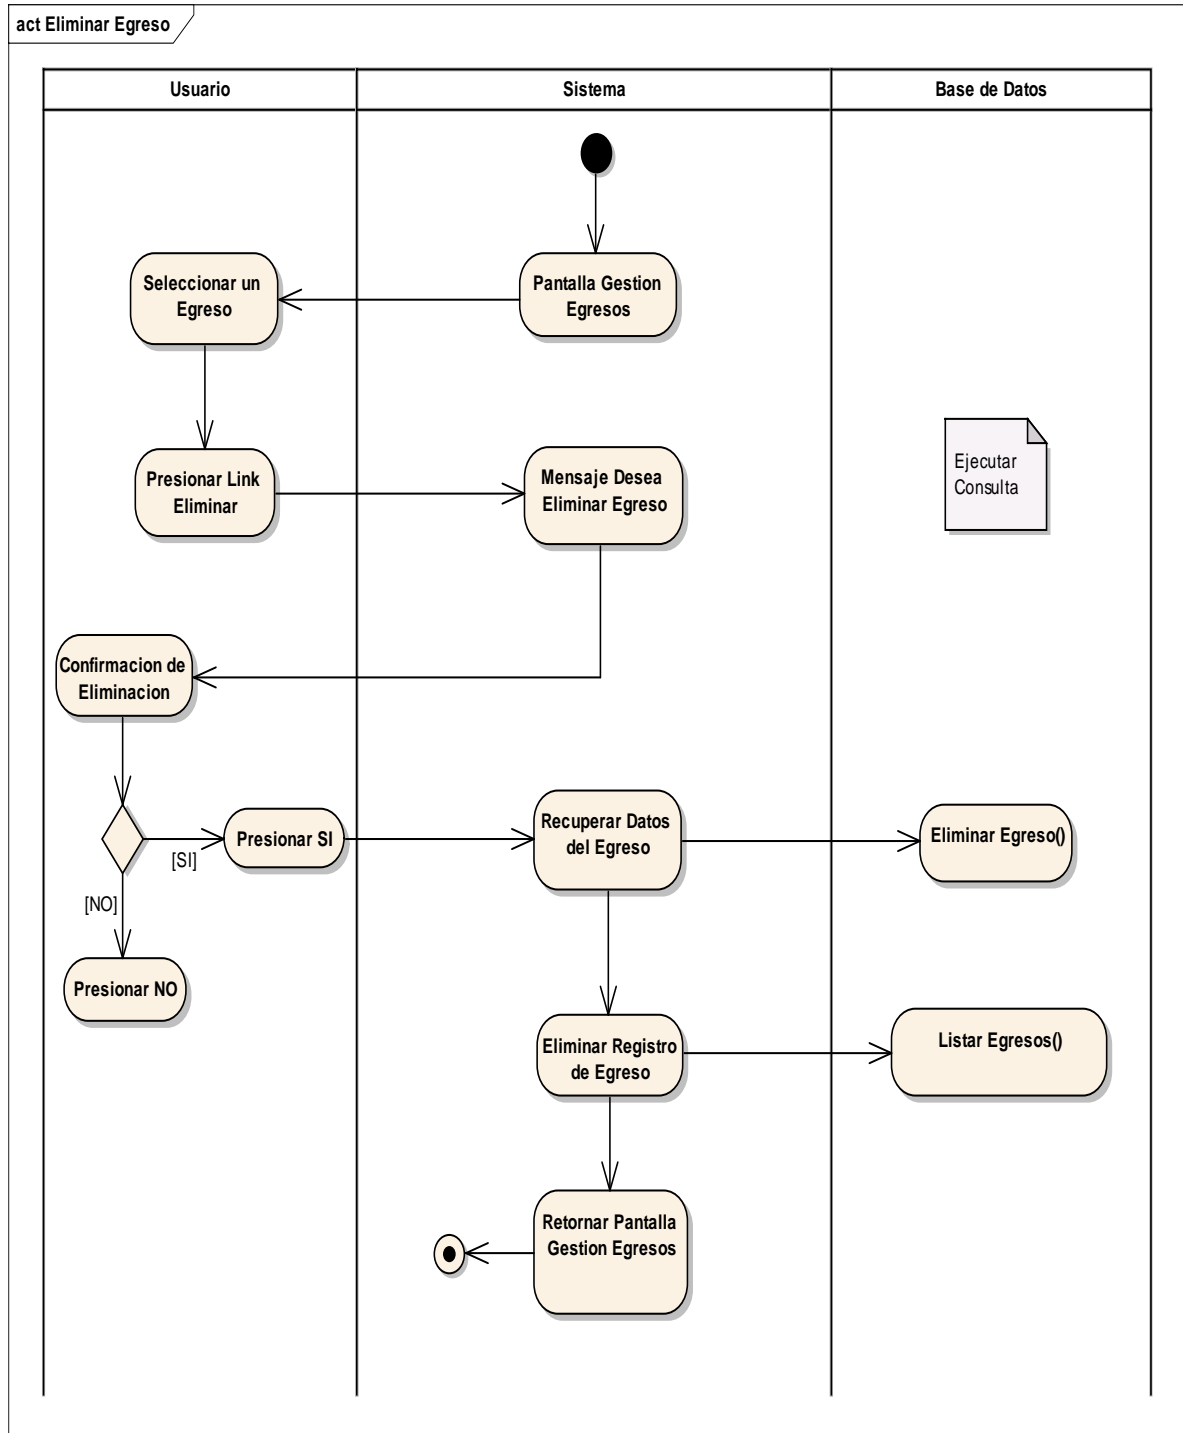 act Eliminar Egreso
Usuario
Sistema
Base de Datos
Seleccionar un
Egreso
Pantalla Gestion
Egresos
Presionar Link
Eliminar
Mensaje Desea
Eliminar Egreso
Ejecutar
Consulta
Confirmacion de
Eliminacion
[SI]
Presionar SI
Recuperar Datos
del Egreso
Eliminar Egreso()
[NO]
Presionar NO
Eliminar Registro
de Egreso
Listar Egresos()
Retornar Pantalla
Gestion Egresos